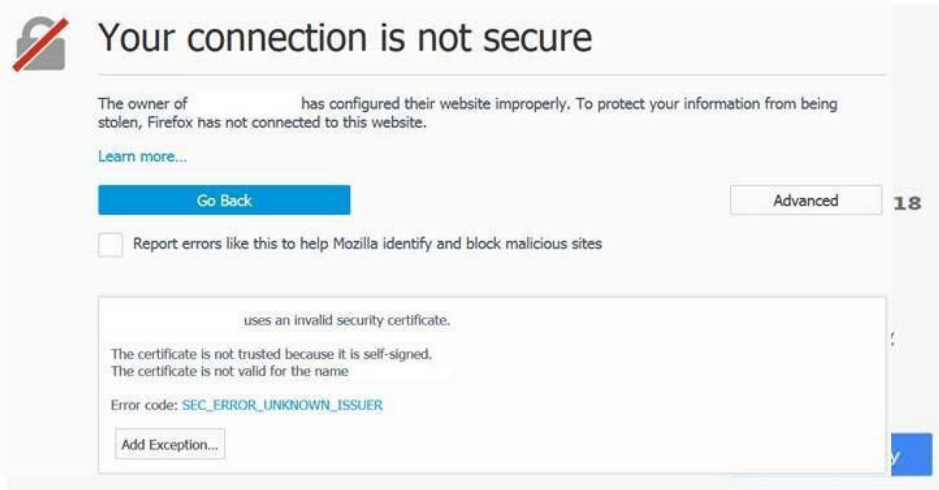 Your connection is not secure
The owner of has configured their website improperly. To protect your information from being
stolen, Firefox has not connected to this website.
Learn more...
Go Back
Advanced
18
Report errors like this to help Mozilla identify and block malicious sites
uses an invalid security certificate.
The certificate is not trusted because it is self-signed.
The certificate is not valid for the name
Error code: SEC_ERROR_UNKNOWN_ISSUER
Add Exception...
y